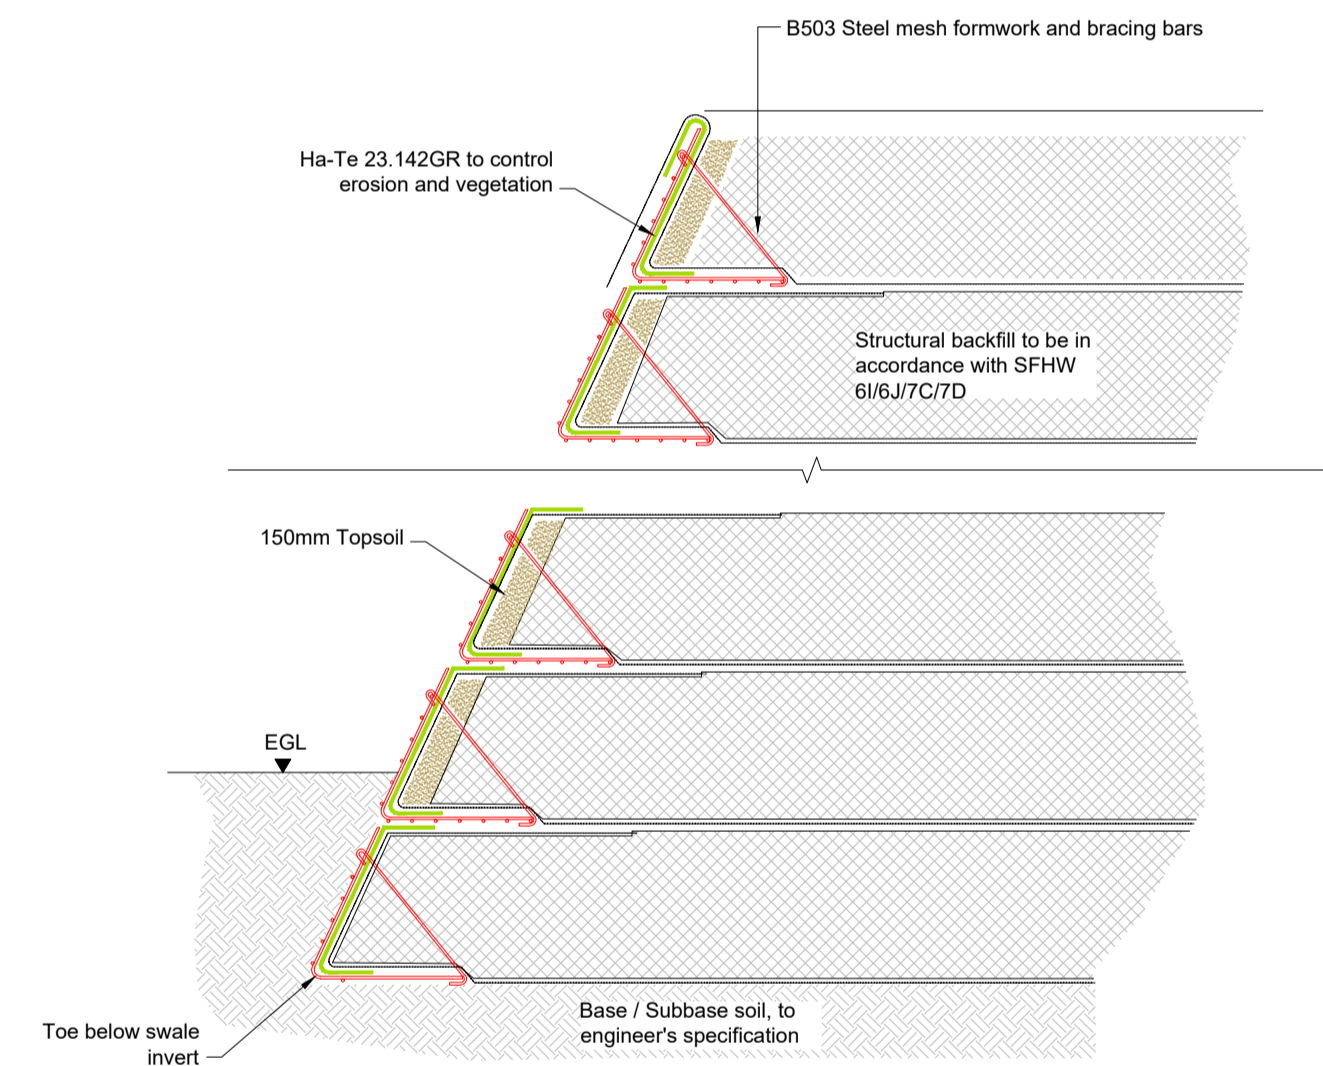 B503 Steel mesh formwork and bracing bars
Ha-Te 23.142GR to control
erosion and vegetation
Structural backfill to be in
accordance with SFHW
6I/6J/7C/7D
150mm Topsoil
EGL
Base / Subbase soil, to
engineer's specification
Toe below swale
invert